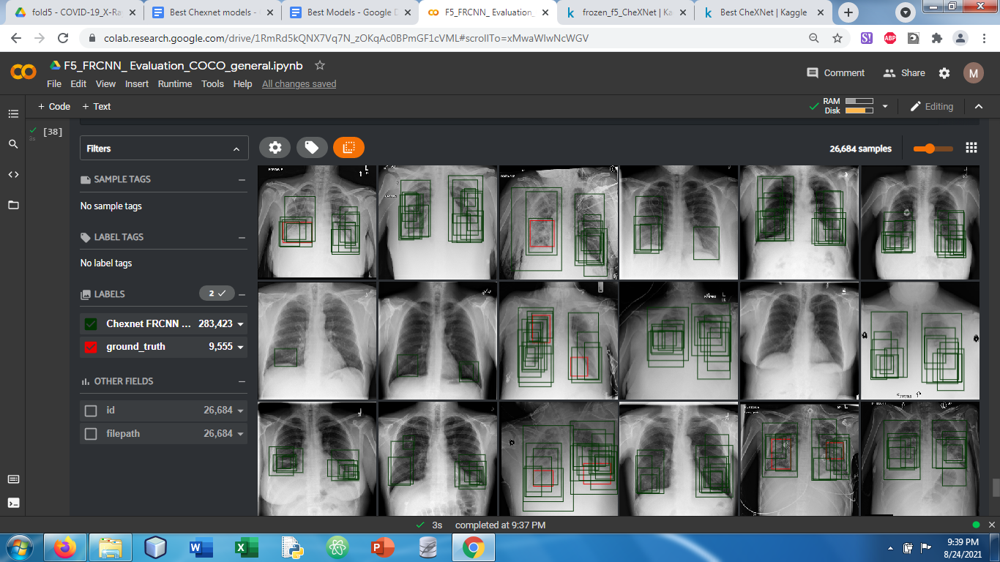 fold5 - COVID-19_X-Ra
Best Chexnet models -
Best Models - Google D
F5_FRCNN_ Evaluation_
frozen_f5_CheXNet | Ka
Best CheXNet | Kaggle
colab.research.google.com/drive/1RmRd5kQNX7Vq7N_zOKqAc0BPmGF1cVML#scrollTo=xMwaWIwNcWGV
F5_FRCNN_ Evaluation_COCO_general.ipynb
Comment
Share
M
File Edit View Insert Runtime Tools Help All changes saved
+ Code + Text
RAM
Disk
Editing
[38]
3s
Filters
26,684 samples
SAMPLE TAGS
No sample tags
LABEL TAGS
No label tags
LABELS 2
Chexnet FRCNN ... 283,423
ground_truth 9,555
OTHER FIELDS
id 26,684
filepath 26,684
PORTABLE
L
3s completed at 9:37 PM
9:39 PM
8/24/2021